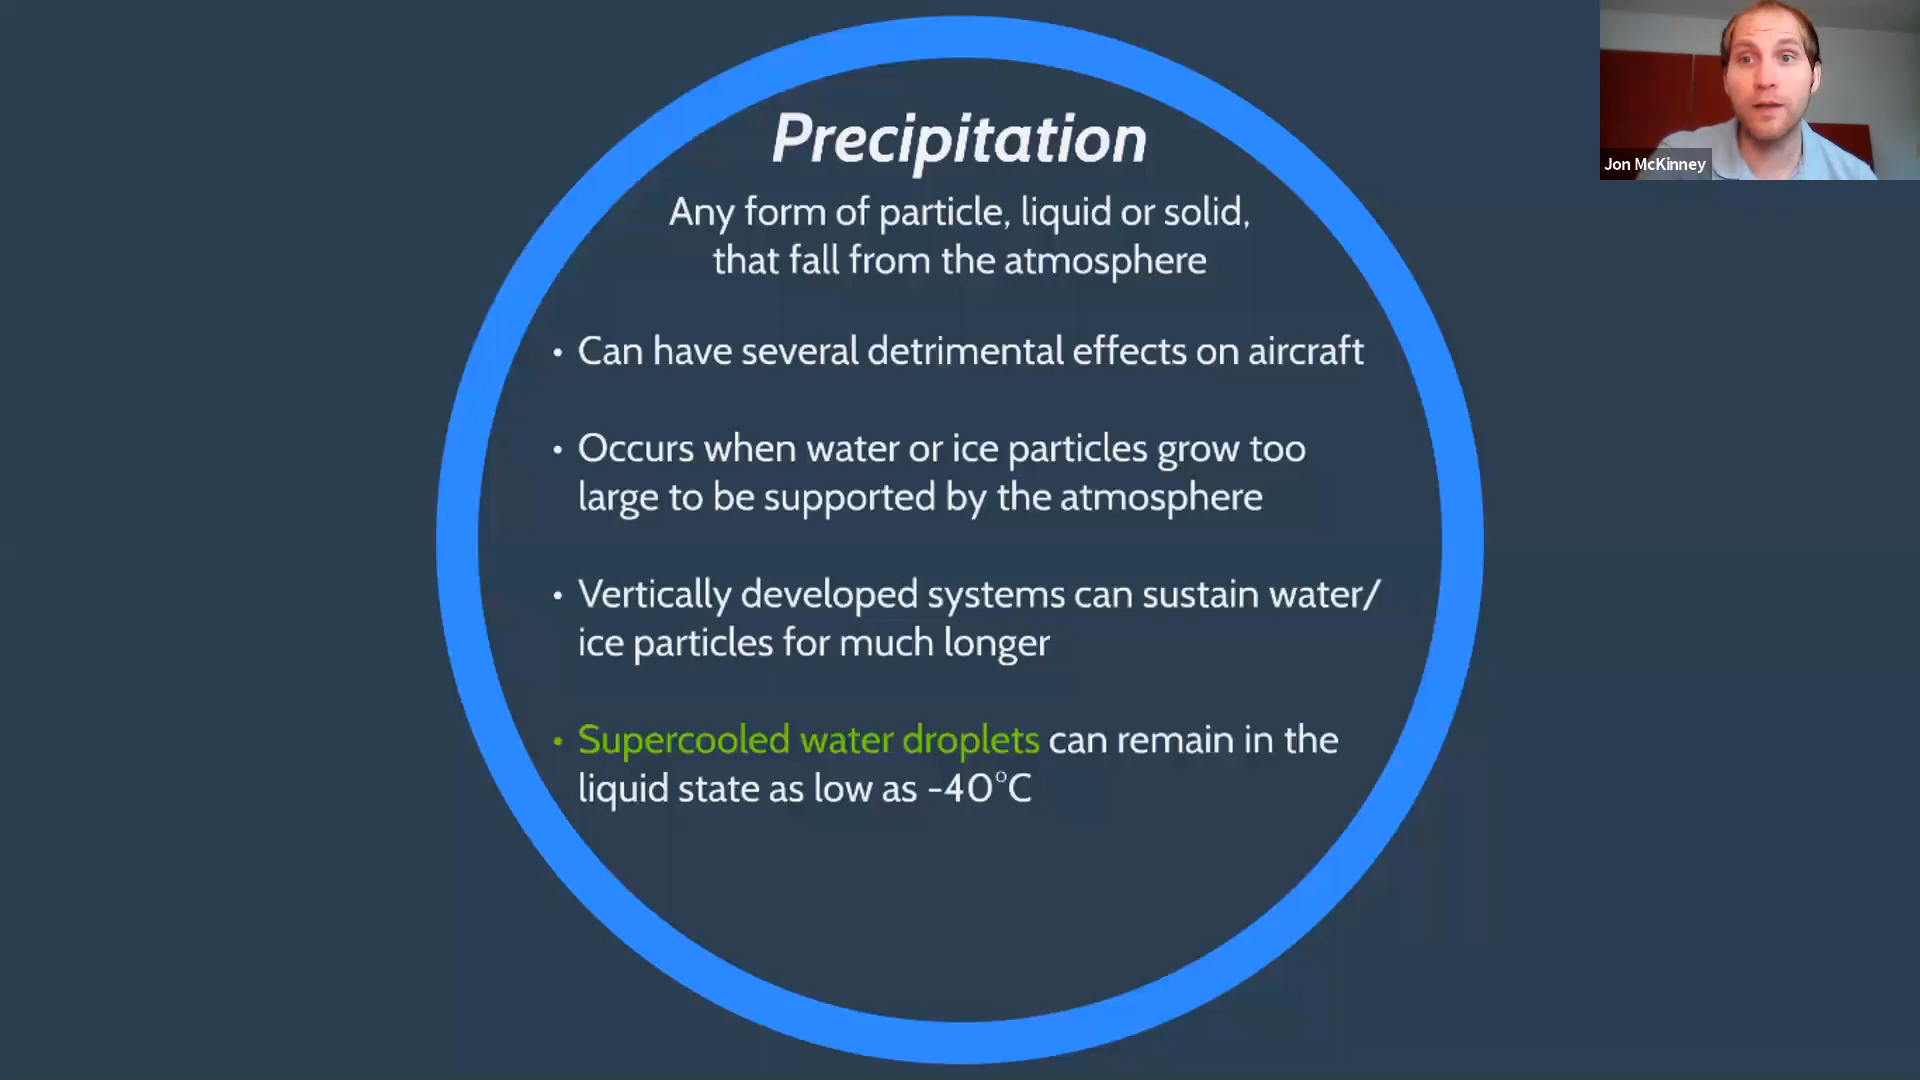 Precipitation
Any form of particle, liquid or solid,
that fall from the atmosphere
• Can have several detrimental effects on aircraft
• Occurs when water or ice particles grow too
large to be supported by the atmosphere
• Vertically developed systems can sustain water/
ice particles for much longer
• Supercooled water droplets can remain in the
liquid state as low as -40°C
Jon McKinney